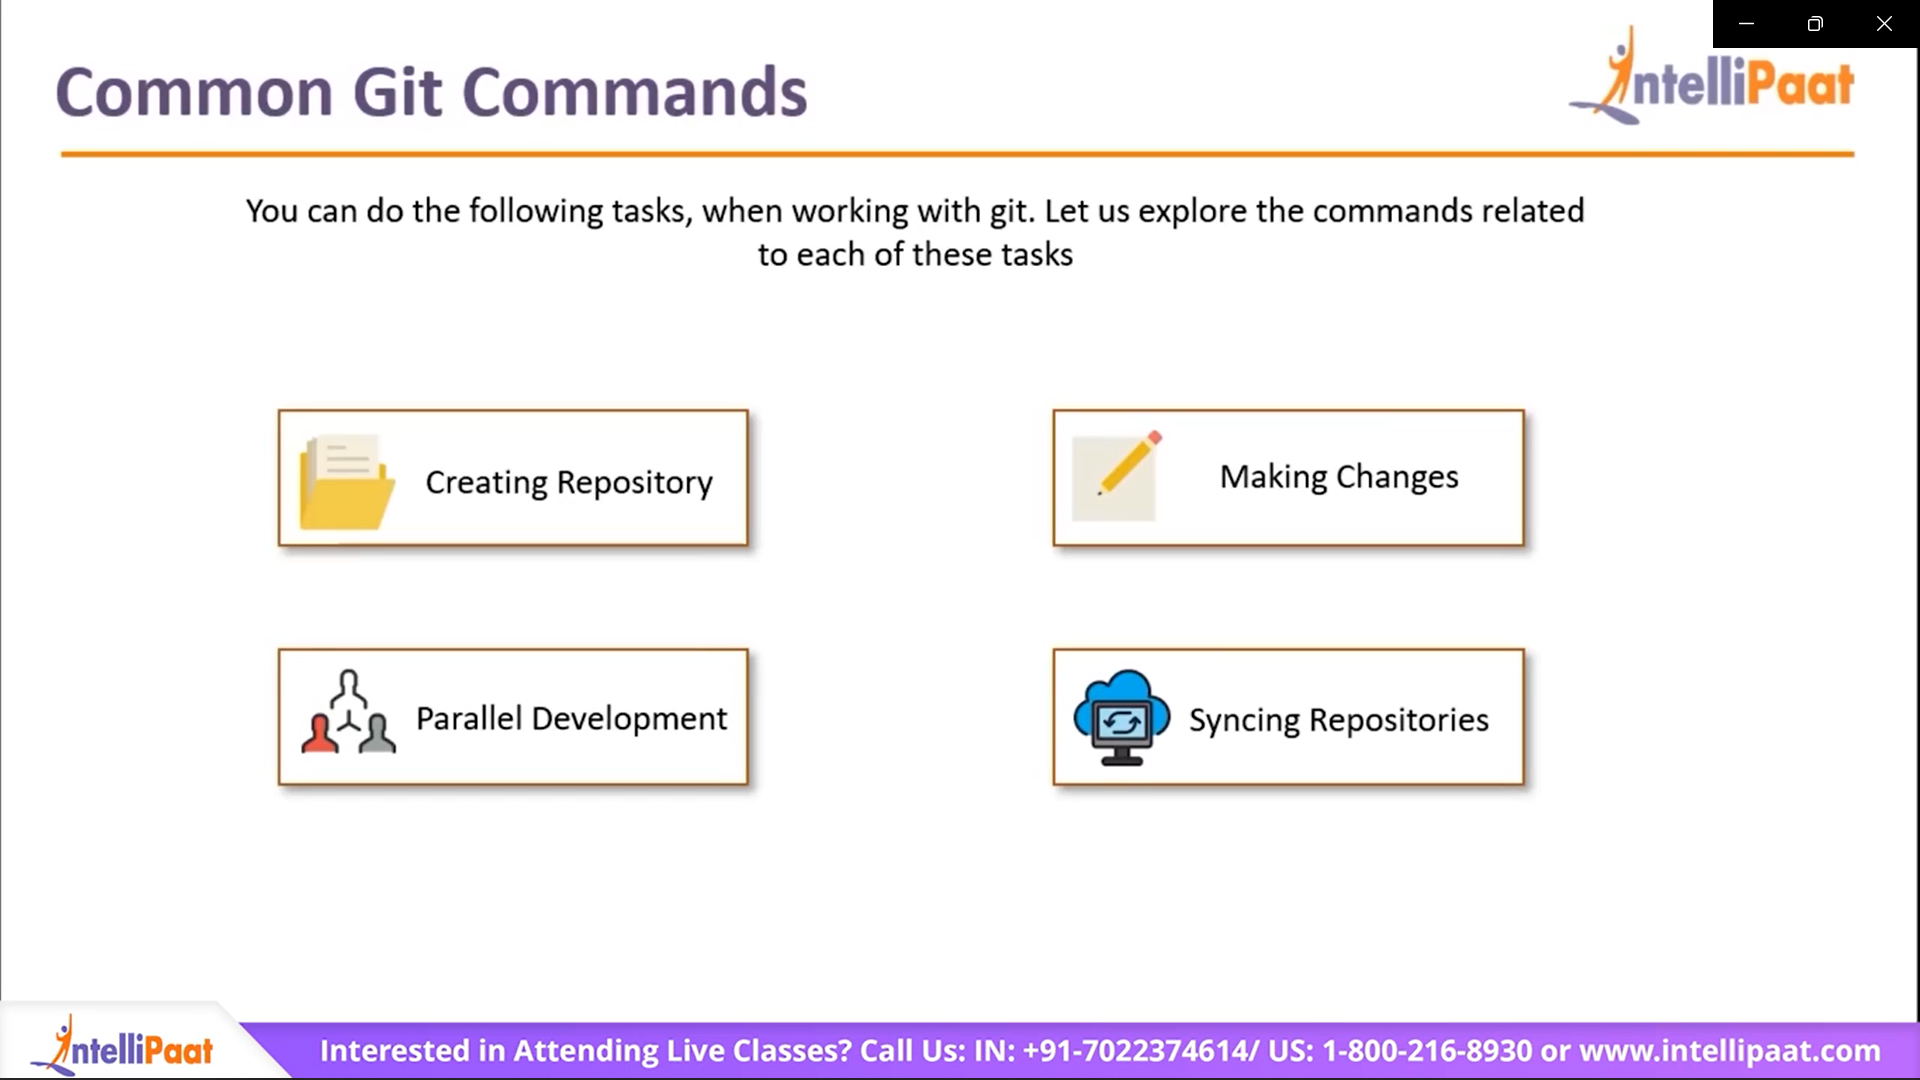 Common Git Commands
IntelliPaat
You can do the following tasks, when working with git. Let us explore the commands related
to each of these tasks
Creating Repository
Making Changes
Parallel Development
Syncing Repositories
IntelliPaat
Interested in Attending Live Classes? Call Us: IN: +91-7022374614/ US: 1-800-216-8930 or www.intellipaat.com